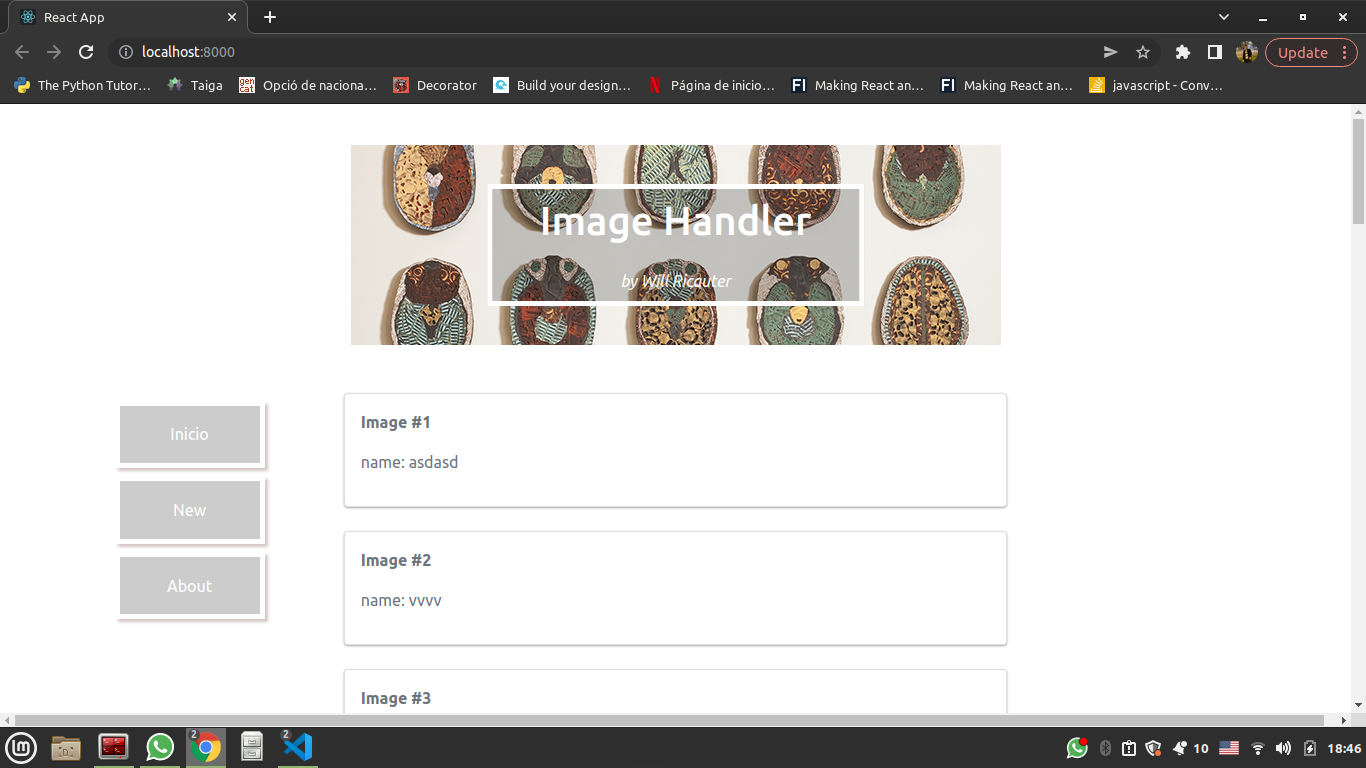 React App
localhost:8000
Update
The Python Tutor…
Taiga
gen
cat
Opció de naciona…
Decorator
Build your design…
Página de inicio…
Making React an…
Making React an…
javascript - Conv…
Image Handler
by Will Ricauter
Inicio
New
About
Image #1
name: asdasd
Image #2
name: vvvv
Image #3
2
2
10
18:46